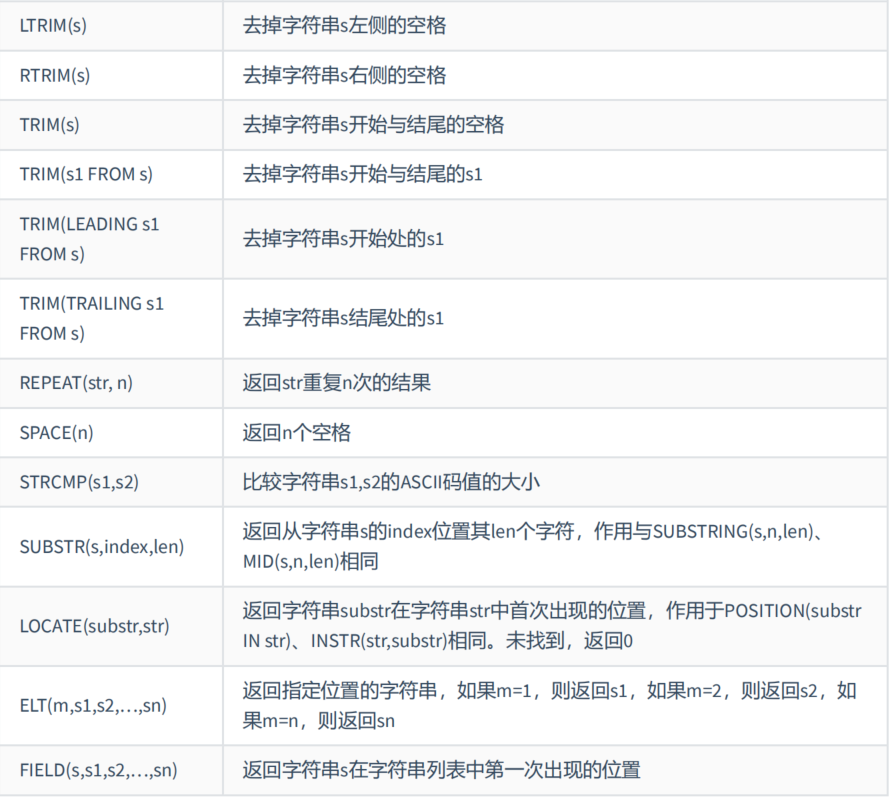 LTRIM(s)
去掉字符串s左侧的空格
RTRIM(s)
去掉字符串s右侧的空格
TRIM(s)
去掉字符串s开始与结尾的空格
TRIM(s1 FROM s)
去掉字符串s开始与结尾的s1
TRIM(LEADING s1
FROM s)
去掉字符串s开始处的s1
TRIM(TRAILING s1
FROM s)
去掉字符串s结尾处的s1
REPEAT(str, n)
返回str重复n次的结果
SPACE(n)
返回n个空格
STRCMP(s1,s2)
比较字符串s1,s2的ASCII码值的大小
SUBSTR(s,index,len)
返回从字符串s的index位置其len个字符，作用与SUBSTRING(s,n,len)、
MID(s,n,len)相同
LOCATE(substr,str)
返回字符串substr在字符串str中首次出现的位置，作用于POSITION(substr
IN str)、INSTR(str,substr)相同。未找到，返回0
ELT(m,s1,s2,…,sn)
返回指定位置的字符串，如果m=1，则返回s1，如果m=2，则返回s2，如
果m=n，则返回sn
FIELD(s,s1,s2,…,sn)
返回字符串s在字符串列表中第一次出现的位置